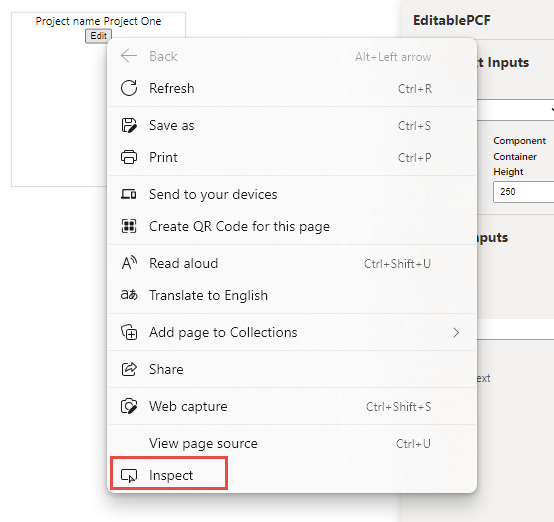 Project name Project One
Edit
EditablePCF
t Inputs
Component
Container
Height
250
puts
ext
Back Alt+Left arrow
Refresh Ctrl+R
Save as Ctrl+S
Print Ctrl+P
Send to your devices
Create QR Code for this page
Read aloud Ctrl+Shift+U
Translate to English
Add page to Collections
Share
Web capture Ctrl+Shift+S
View page source Ctrl+U
Inspect